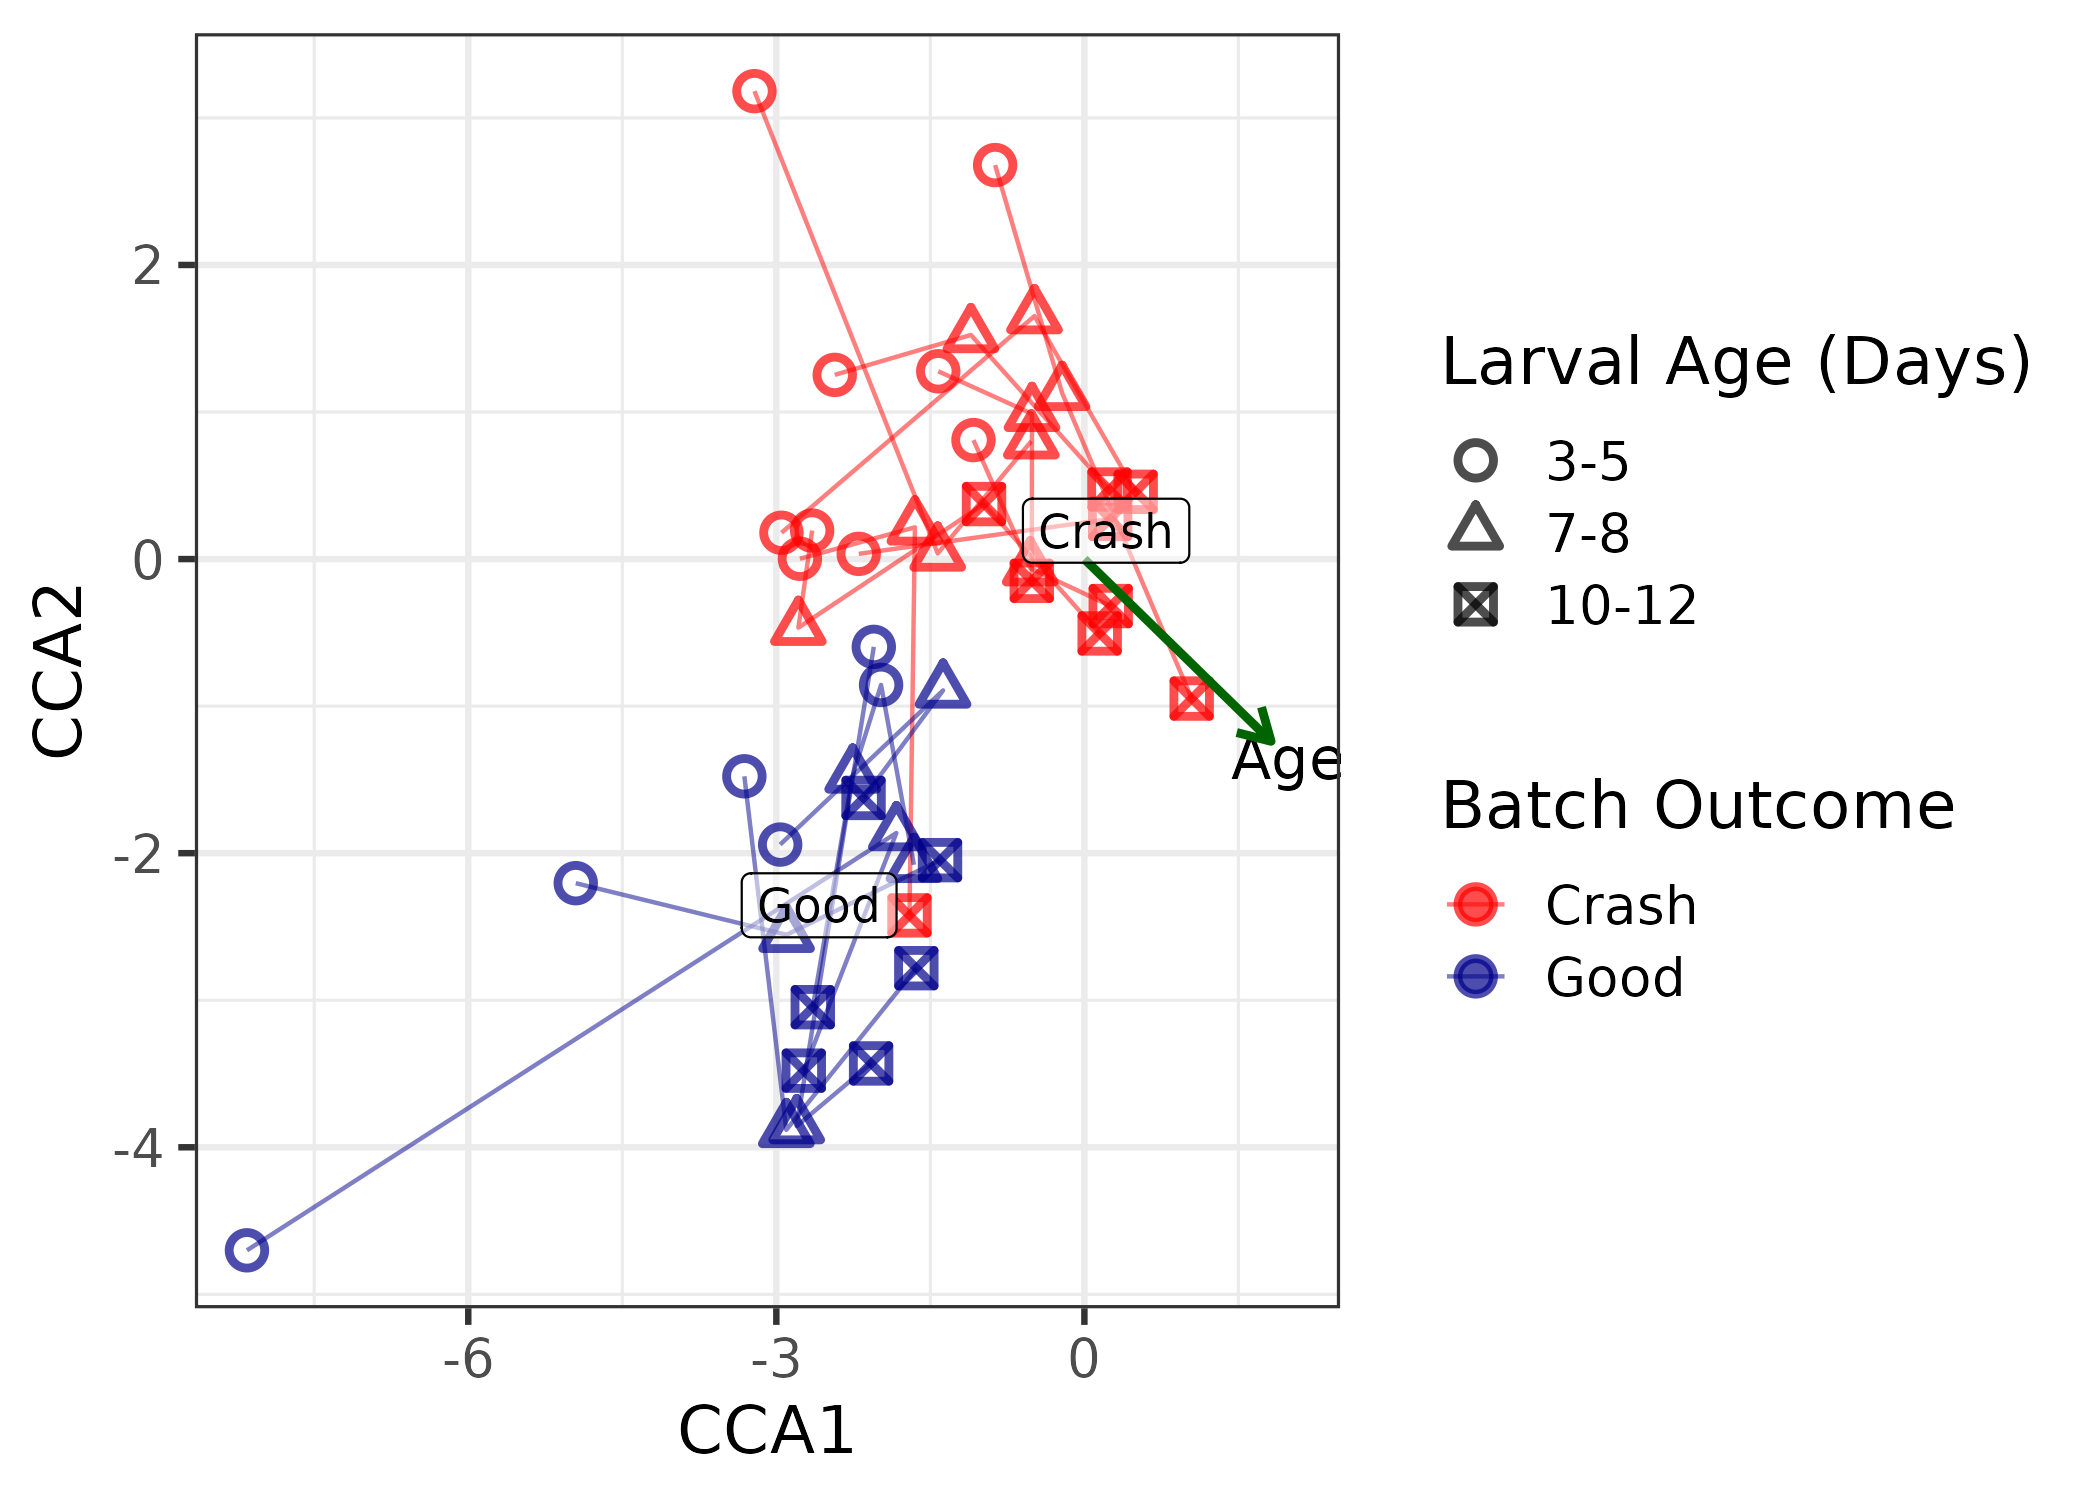 2
0
-2
-4
CCA2
-6
-3
0
CCA1
Crash
Good
Age
Larval Age (Days)
3-5
7-8
10-12
Batch Outcome
Crash
Good